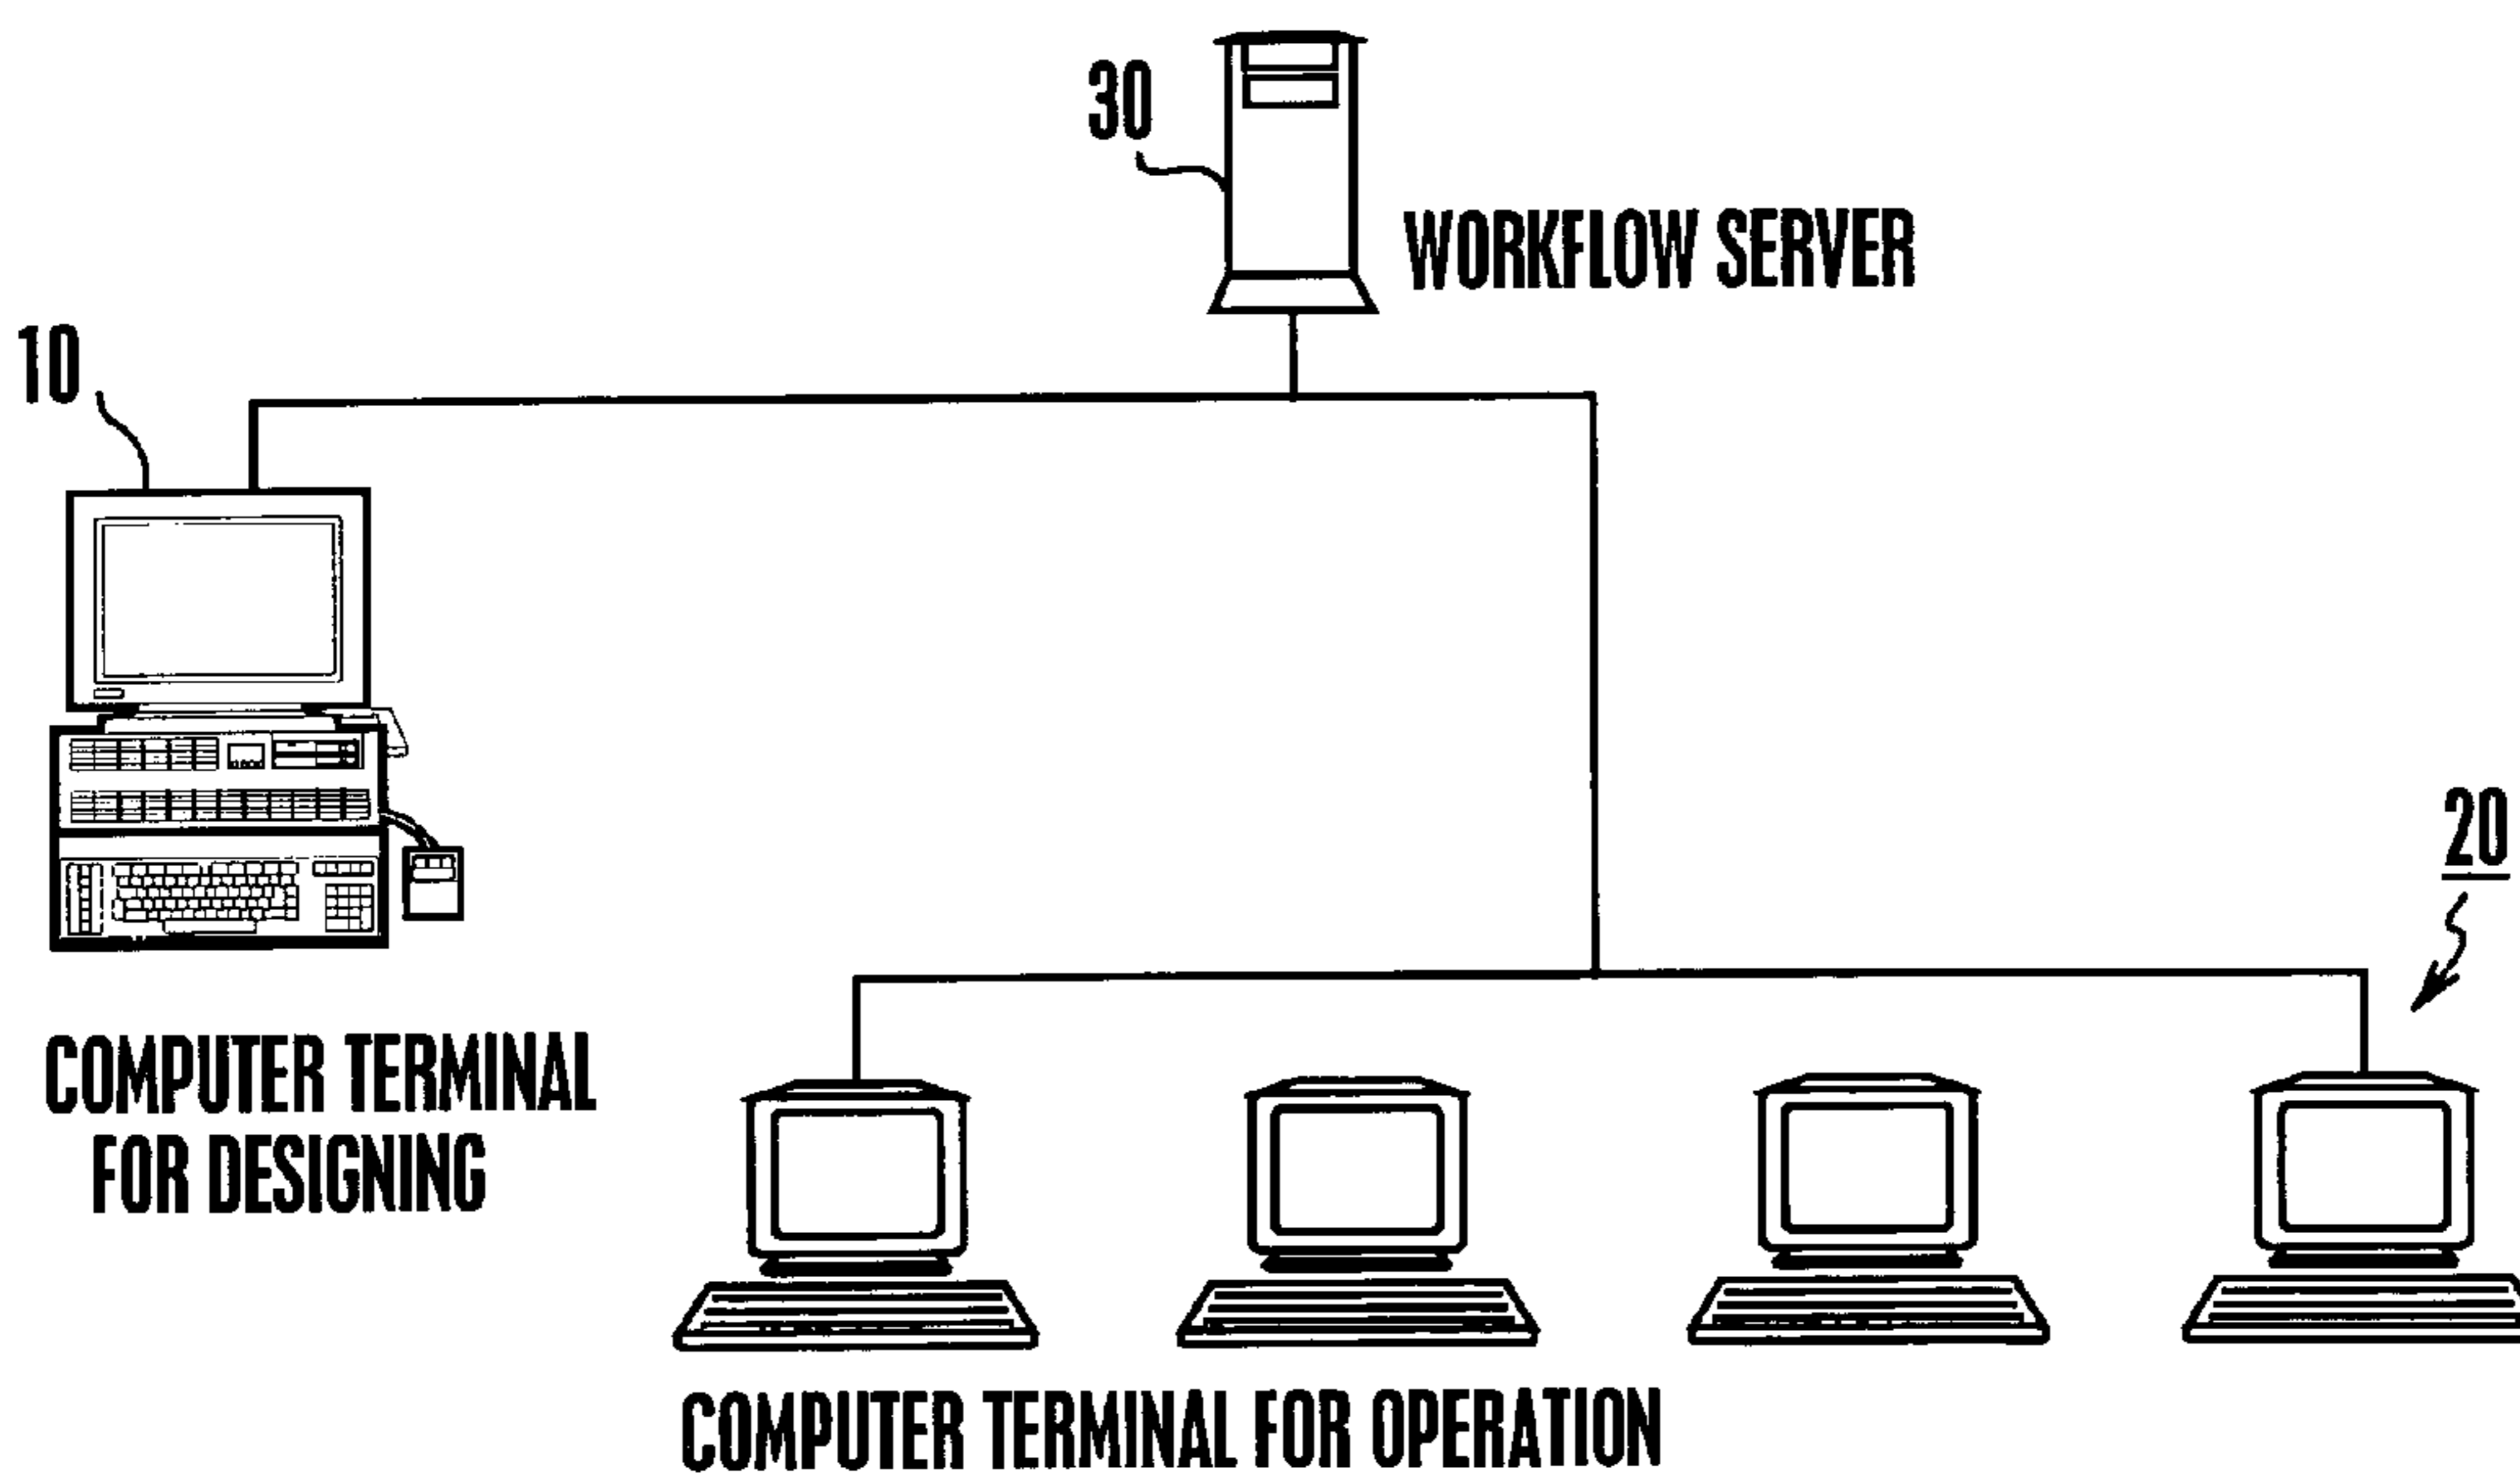 30
WORKFLOW SERVER
10
20
COMPUTER TERMINAL
FOR DESIGNING
COMPUTER TERMINAL FOR OPERATION